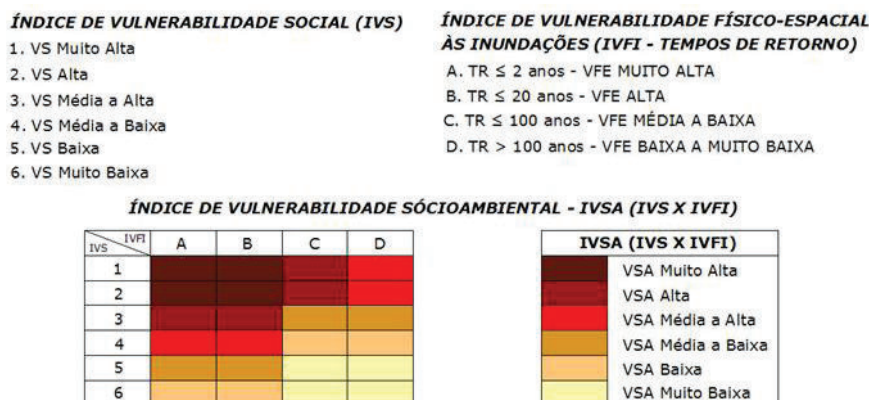 ÍNDICE DE VULNERABILIDADE SOCIAL (IVS)
1. VS Muito Alta
2. VS Alta
3. VS Média a Alta
4. VS Média a Baixa
5. VS Baixa
6. VS Muito Baixa
ÍNDICE DE VULNERABILIDADE FÍSICO-ESPACIAL
ÀS INUNDAÇÕES (IVFI - TEMPOS DE RETORNO)
A. TR ≤ 2 anos - VFE MUITO ALTA
B. TR ≤ 20 anos - VFE ALTA
C. TR ≤ 100 anos - VFE MÉDIA A BAIXA
D. TR > 100 anos - VFE BAIXA A MUITO BAIXA
ÍNDICE DE VULNERABILIDADE SÓCIOAMBIENTAL - IVSA (IVS X IVFI)
IVS IVFI A B C D
1
2
3
4
5
6
IVSA (IVS X IVFI)
VSA Muito Alta
VSA Alta
VSA Média a Alta
VSA Média a Baixa
VSA Baixa
VSA Muito Baixa